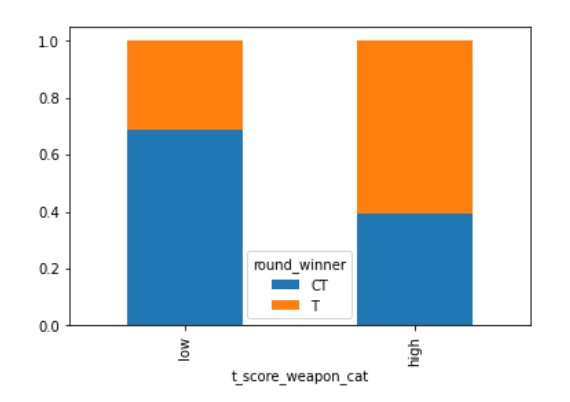 1.0
0.8
0.6
0.4
0.2
0.0
round_winner
CT
T
low
high
t_score_weapon_cat